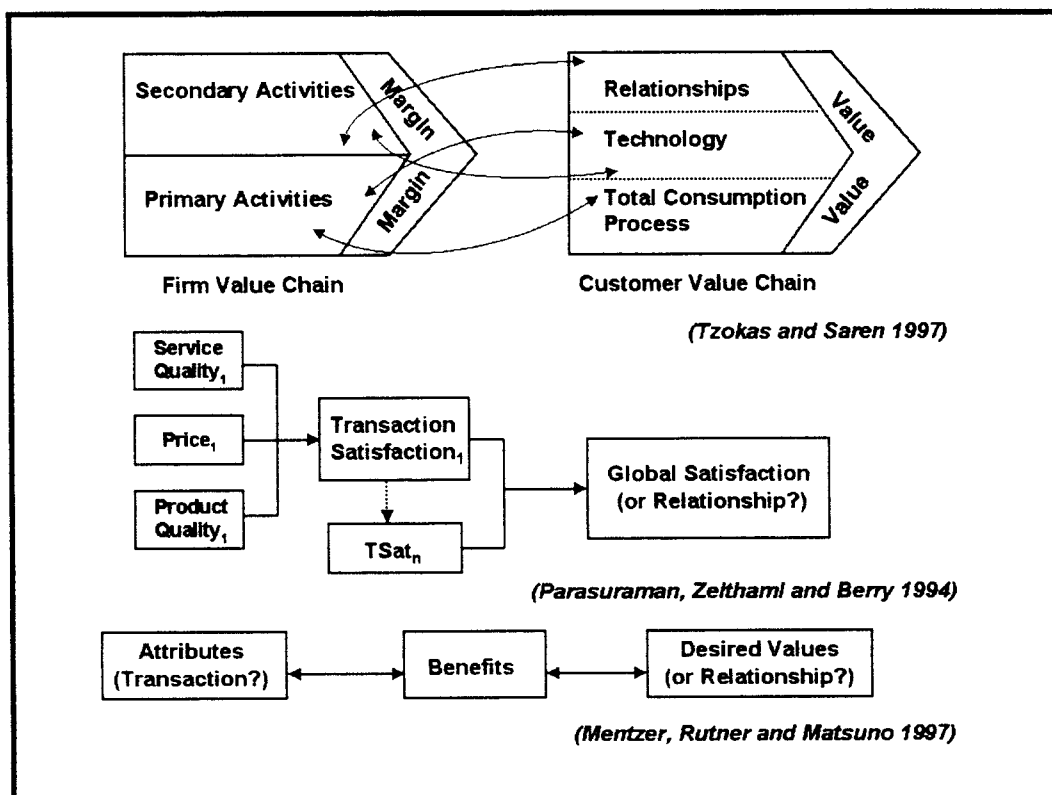 Secondary Activities
Margin
Primary Activities
Margin
Firm Value Chain
Relationships
Technology
Total Consumption
Process
Value
Value
Customer Value Chain
(Tzokas and Saren 1997)
Service
Quality₁
Price₁
Product
Quality₁
Transaction
Satisfaction₁
TSatₙ
Global Satisfaction
(or Relationship?)
(Parasuraman, Zeithaml and Berry 1994)
Attributes
(Transaction?)
Benefits
Desired Values
(or Relationship?)
(Mentzer, Rutner and Matsuno 1997)